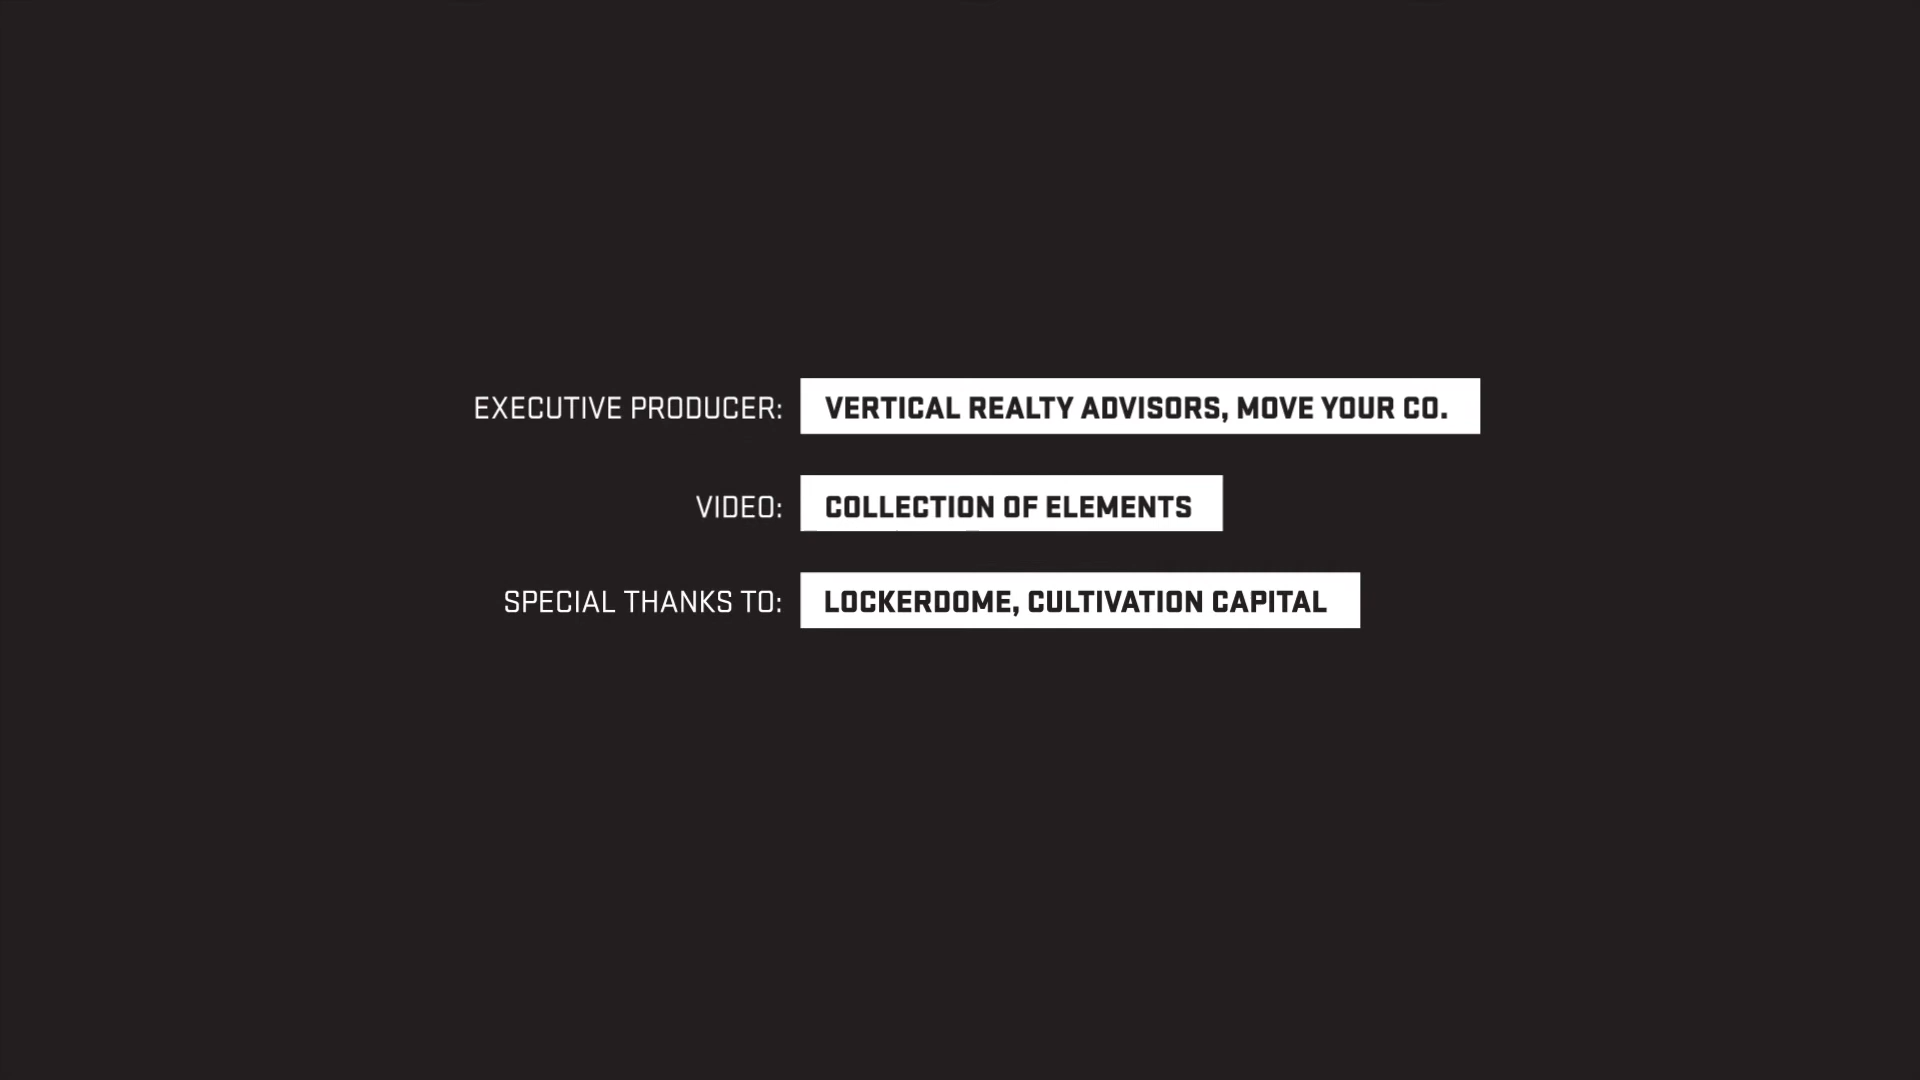 EXECUTIVE PRODUCER: VERTICAL REALTY ADVISORS, MOVE YOUR CO.
VIDEO: COLLECTION OF ELEMENTS
SPECIAL THANKS TO: LOCKERDOME, CULTIVATION CAPITAL